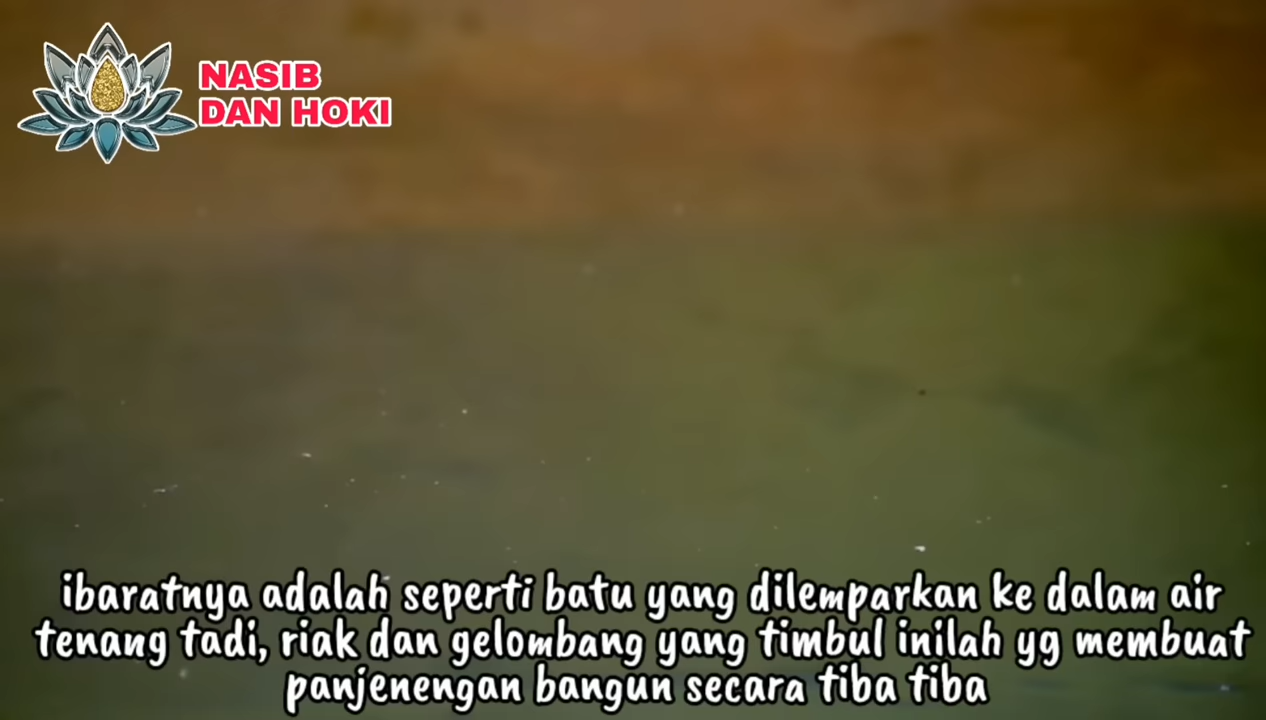 NASIB
DAN HOKI
ibaratnya adalah seperti batu yang dilemparkan ke dalam air
tenang tadi, riak dan gelombang yang timbul inilah yg membuat
panjenengan bangun secara tiba tiba